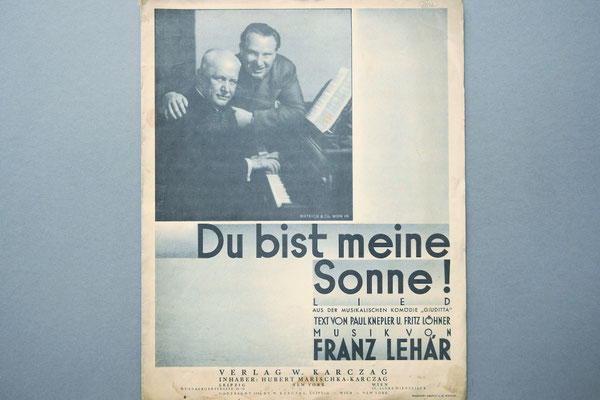 Du bist meine
Sonne!
LIED
AUS DER MUSIKALISCHEN KOMÖDIE „GIUDITTA”
TEXT VON PAUL KNEPLER U. FRITZ LÖHNER
MUSIK VON
FRANZ LEHÁR
VERLAG W. KARCZAG
INHABER: HUBERT MARISCHKA-KARCZAG
LEIPZIG NEW YORK WIEN